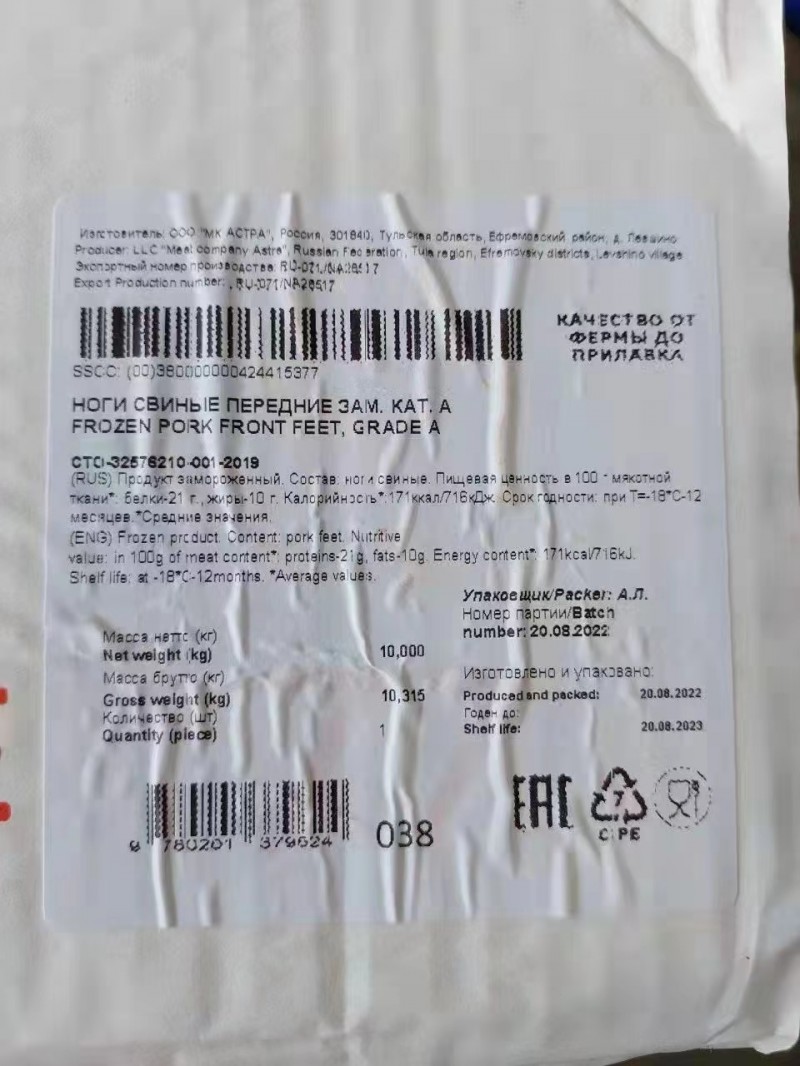 Изготовитель: ООО "МК АСТРА", Россия, 301840, Тульская область, Ефремовский район, д. Левшино
Producer: LLC "Meat company Astra", Russian Federation, Tula region, Efremovsky districts, Levshino village
Экспортный номер производства: RU-071/NA26517
Export Production number: RU-071/NA26517
КАЧЕСТВО ОТ
ФЕРМЫ ДО
ПРИЛАВКА
SSCC: (00)380000000424415377
НОГИ СВИНЫЕ ПЕРЕДНИЕ ЗАМ. КАТ. А
FROZEN PORK FRONT FEET, GRADE A
СТО-32576210-001-2019
(RUS) Продукт замороженный. Состав: ноги свиные. Пищевая ценность в 100 г мякотной
ткани*: белки-21 г., жиры-10 г. Калорийность*:171ккал/716кДж. Срок годности: при Т=-18°С-12
месяцев.*Средние значения.
(ENG) Frozen product. Content: pork feet. Nutritive
value: in 100g of meat content*: proteins-21g, fats-10g. Energy content*: 171kcal/716kJ.
Shelf life: at -18°C-12months. *Average values.
Упаковщик/Packer: А.Л.
Номер партии/Batch
number: 20.08.2022
Масса нетто (кг)
Net weight (kg) 10,000
Масса брутто (кг)
Gross weight (kg) 10,315
Количество (шт)
Quantity (piece) 1
Изготовлено и упаковано:
Produced and packed: 20.08.2022
Годен до:
Shelf life: 20.08.2023
780201 379624
038
EAC
7
C/PE